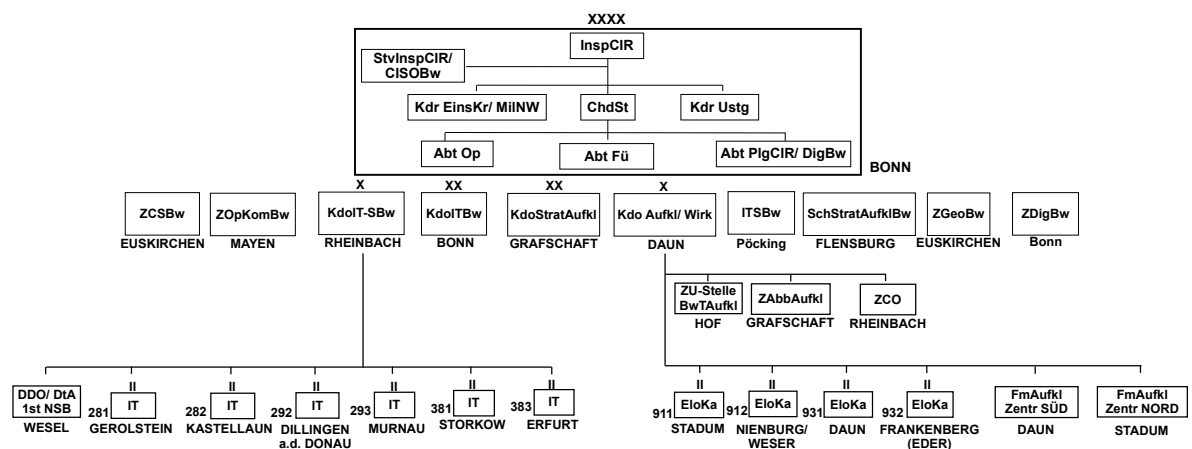 XXXX
InspCIR
StvInspCIR/
CISOBw
Kdr EinsKr/ MilNW
ChdSt
Kdr Ustg
Abt Op
Abt Fü
Abt PlgCIR/ DigBw
BONN
X
XX
XX
X
ZCSBw
ZOpKomBw
KdoIT-SBw
KdoITBw
KdoStratAufkl
Kdo Aufkl/ Wirk
ITSBw
SchStratAufklBw
ZGeoBw
ZDigBw
EUSKIRCHEN
MAYEN
RHEINBACH
BONN
GRAFSCHAFT
DAUN
Pöcking
FLENSBURG
EUSKIRCHEN
Bonn
ZU-Stelle
BwTAufkl
HOF
ZAbbAufkl
GRAFSCHAFT
ZCO
RHEINBACH
DDO/ DtA
1st NSB
WESEL
II
281 IT
GEROLSTEIN
II
282 IT
KASTELLAUN
II
292 IT
DILLINGEN
a.d. DONAU
II
293 IT
MURNAU
II
381 IT
STORKOW
II
383 IT
ERFURT
II
911 EloKa
STADUM
II
912 EloKa
NIENBURG/
WESER
II
931 EloKa
DAUN
II
932 EloKa
FRANKENBERG
(EDER)
FmAufkl
Zentr SÜD
DAUN
FmAufkl
Zentr NORD
STADUM